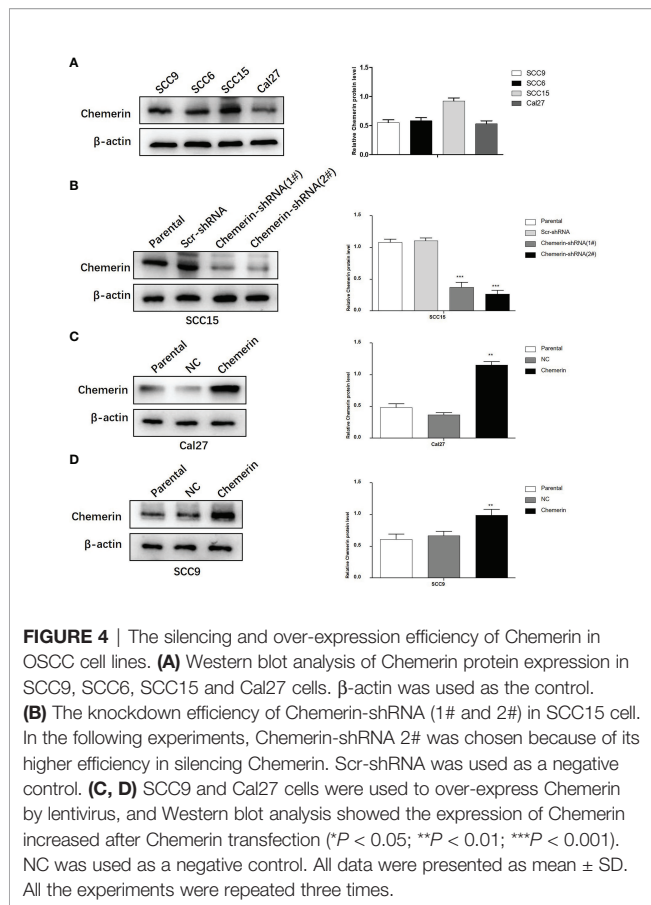 A
SCC9
SCC6
SCC15
Cal27
Chemerin
β-actin
Relative Chemerin protein level
1.5
1.0
0.5
0.0
SCC9
SCC6
SCC15
Cal27
B
Parental
Scr-shRNA
Chemerin-shRNA(1#)
Chemerin-shRNA(2#)
Chemerin
β-actin
SCC15
Relative Chemerin protein level
1.5
1.0
0.5
0.0
***
***
SCC15
Parental
Scr-shRNA
Chemerin-shRNA(1#)
Chemerin-shRNA(2#)
C
Parental
NC
Chemerin
Chemerin
β-actin
Cal27
Relative Chemerin protein level
1.5
1.0
0.5
0.0
**
Cal27
Parental
NC
Chemerin
D
Parental
NC
Chemerin
Chemerin
β-actin
SCC9
Relative Chemerin protein level
1.5
1.0
0.5
0.0
**
SCC9
Parental
NC
Chemerin
FIGURE 4 | The silencing and over-expression efficiency of Chemerin in
OSCC cell lines. (A) Western blot analysis of Chemerin protein expression in
SCC9, SCC6, SCC15 and Cal27 cells. β-actin was used as the control.
(B) The knockdown efficiency of Chemerin-shRNA (1# and 2#) in SCC15 cell.
In the following experiments, Chemerin-shRNA 2# was chosen because of its
higher efficiency in silencing Chemerin. Scr-shRNA was used as a negative
control. (C, D) SCC9 and Cal27 cells were used to over-express Chemerin
by lentivirus, and Western blot analysis showed the expression of Chemerin
increased after Chemerin transfection (*P < 0.05; **P < 0.01; ***P < 0.001).
NC was used as a negative control. All data were presented as mean ± SD.
All the experiments were repeated three times.